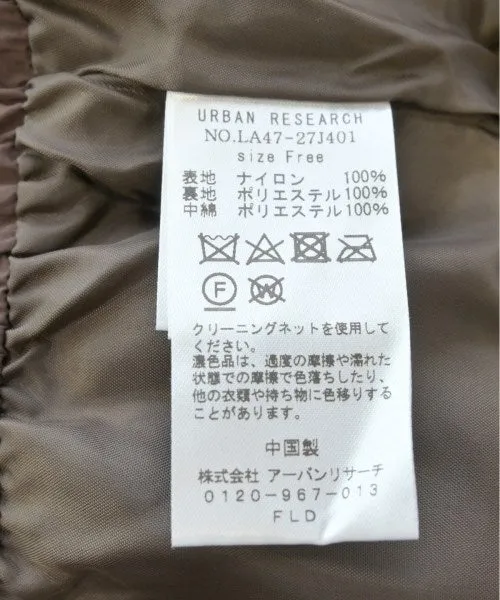 URBAN RESEARCH
NO.LA47-27J401
size Free
表地 ナイロン 100%
裏地 ポリエステル100%
中綿 ポリエステル100%
F
W
クリーニングネットを使用して
ください。
濃色品は、過度の摩擦や濡れた
状態での摩擦で色落ちしたり、
他の衣類や持ち物に色移りする
ことがあります。
中国製
株式会社 アーバンリサーチ
0120-967-013
FLD